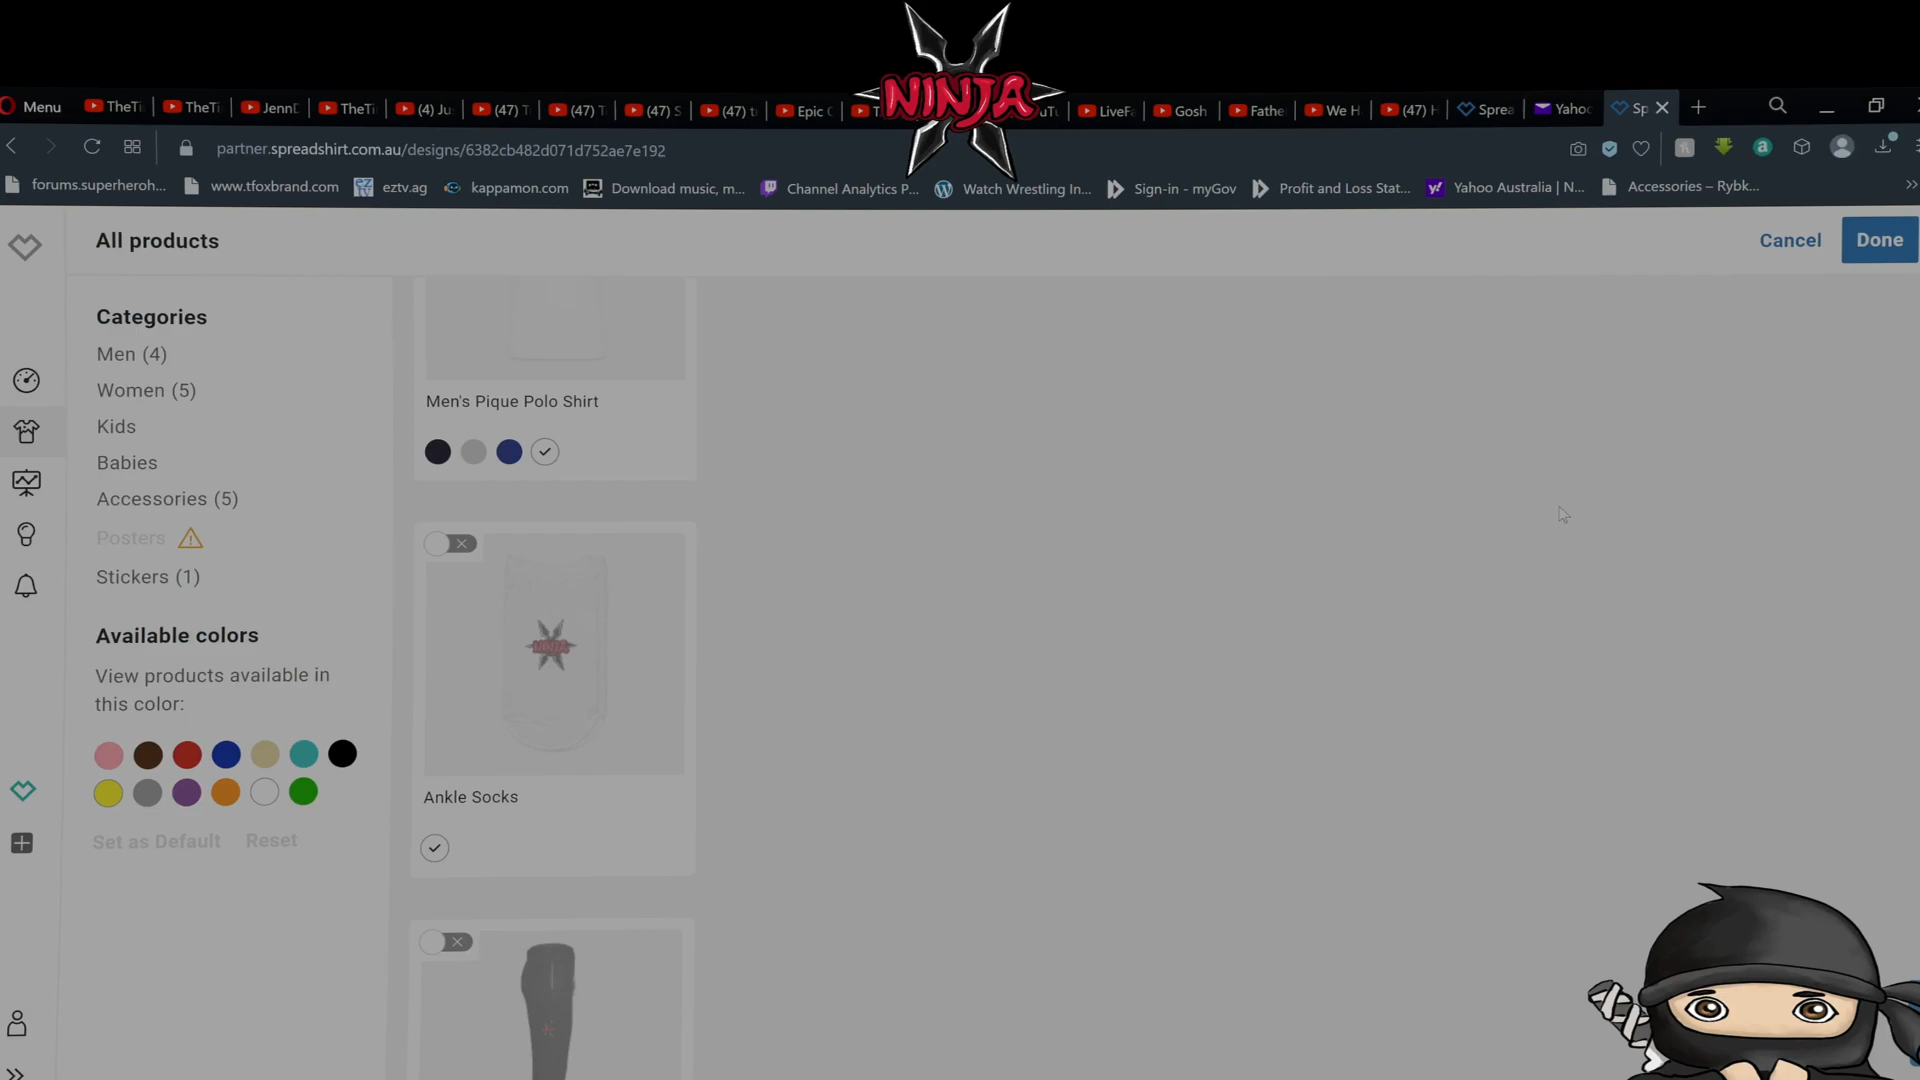 NINJA
Menu TheTi TheTi JennD TheTi (4) Ju (47) T (47) T (47) S (47) t Epic LiveFa Gosh Fathe We H (47) H Sprea Yahoo Sp
partner.spreadshirt.com.au/designs/6382cb482d071d752ae7e192
forums.superheroh... www.tfoxbrand.com eztv.ag kappamon.com Download music, m... Channel Analytics P... Watch Wrestling In... Sign-in - myGov Profit and Loss Stat... Yahoo Australia | N... Accessories – Rybk...
All products
Cancel
Done
Categories
Men (4)
Women (5)
Kids
Babies
Accessories (5)
Posters
Stickers (1)
Available colors
View products available in
this color:
Set as Default Reset
Men's Pique Polo Shirt
NINJA
Ankle Socks